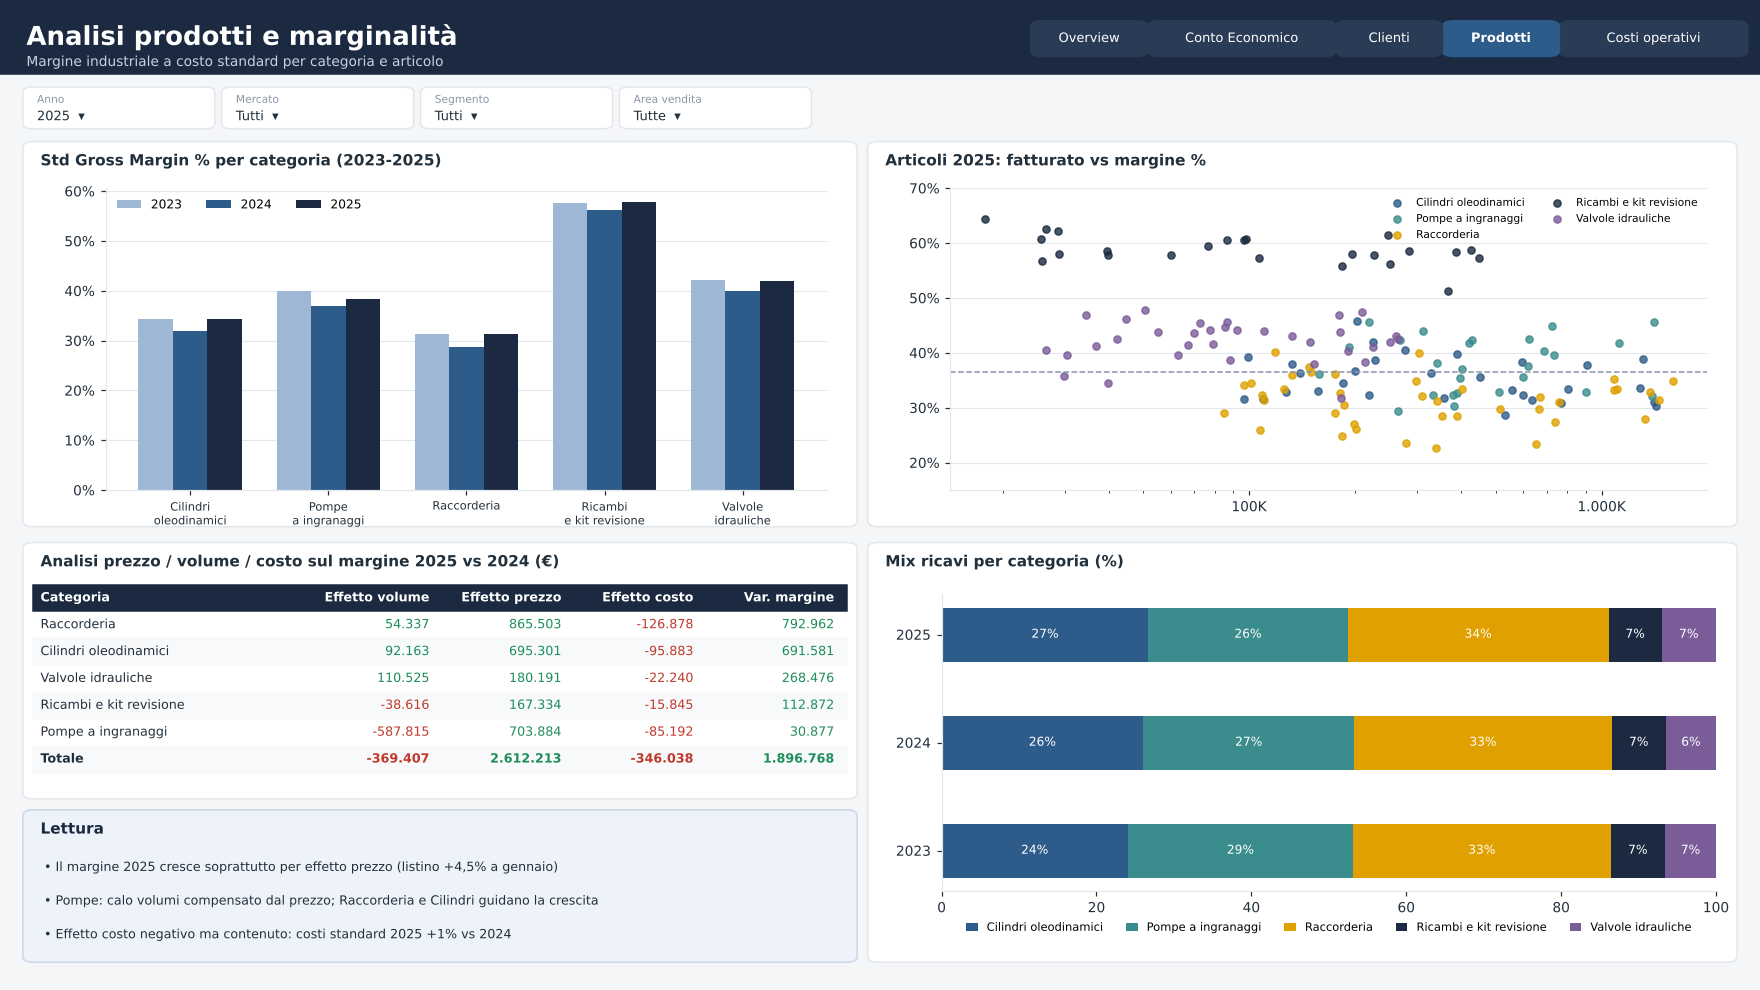 Analisi prodotti e marginalità
Margine industriale a costo standard per categoria e articolo
Overview Conto Economico Clienti Prodotti Costi operativi
Anno Mercato Segmento Area vendita
2025 ▾ Tutti ▾ Tutti ▾ Tutte ▾
Std Gross Margin % per categoria (2023-2025)
2023 2024 2025
60%
50%
40%
30%
20%
10%
0%
Cilindri oleodinamici
Pompe a ingranaggi
Raccorderia
Ricambi e kit revisione
Valvole idrauliche
Articoli 2025: fatturato vs margine %
Cilindri oleodinamici
Pompe a ingranaggi
Raccorderia
Ricambi e kit revisione
Valvole idrauliche
70%
60%
50%
40%
30%
20%
100K 1.000K
Analisi prezzo / volume / costo sul margine 2025 vs 2024 (€)
Categoria Effetto volume Effetto prezzo Effetto costo Var. margine
Raccorderia 54.337 865.503 -126.878 792.962
Cilindri oleodinamici 92.163 695.301 -95.883 691.581
Valvole idrauliche 110.525 180.191 -22.240 268.476
Ricambi e kit revisione -38.616 167.334 -15.845 112.872
Pompe a ingranaggi -587.815 703.884 -85.192 30.877
Totale -369.407 2.612.213 -346.038 1.896.768
Lettura
• Il margine 2025 cresce soprattutto per effetto prezzo (listino +4,5% a gennaio)
• Pompe: calo volumi compensato dal prezzo; Raccorderia e Cilindri guidano la crescita
• Effetto costo negativo ma contenuto: costi standard 2025 +1% vs 2024
Mix ricavi per categoria (%)
2025 27% 26% 34% 7% 7%
2024 26% 27% 33% 7% 6%
2023 24% 29% 33% 7% 7%
0 20 40 60 80 100
Cilindri oleodinamici Pompe a ingranaggi Raccorderia Ricambi e kit revisione Valvole idrauliche